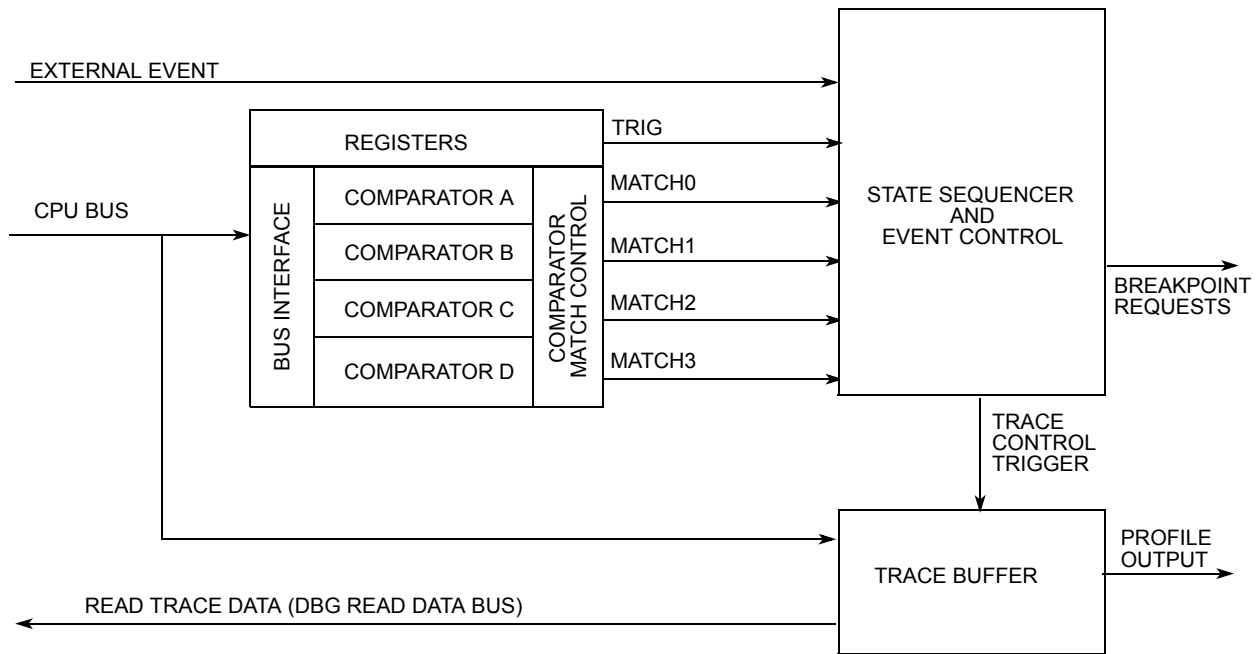 EXTERNAL EVENT
REGISTERS
TRIG
CPU BUS
BUS INTERFACE
COMPARATOR A
COMPARATOR B
COMPARATOR C
COMPARATOR D
COMPARATOR
MATCH CONTROL
MATCH0
MATCH1
MATCH2
MATCH3
STATE SEQUENCER
AND
EVENT CONTROL
BREAKPOINT
REQUESTS
TRACE
CONTROL
TRIGGER
TRACE BUFFER
PROFILE
OUTPUT
READ TRACE DATA (DBG READ DATA BUS)